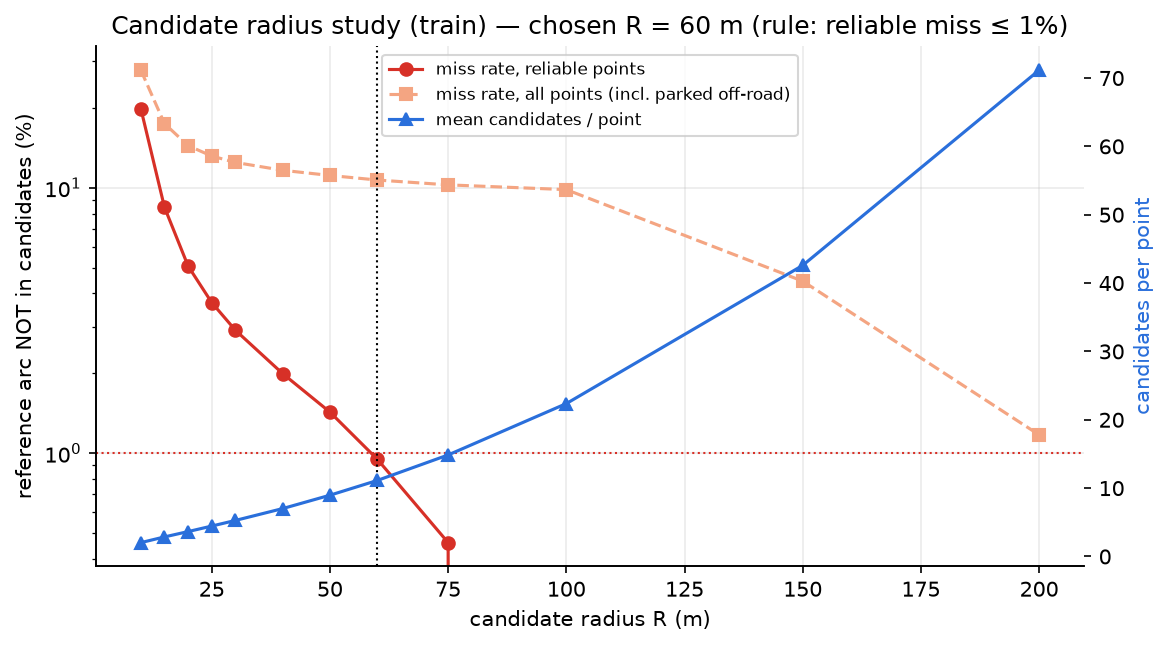 Candidate radius study (train) — chosen R = 60 m (rule: reliable miss ≤ 1%)
miss rate, reliable points
miss rate, all points (incl. parked off-road)
mean candidates / point
reference arc NOT in candidates (%)
10¹
10⁰
70
60
50
40
30
20
10
0
candidates per point
25
50
75
100
125
150
175
200
candidate radius R (m)